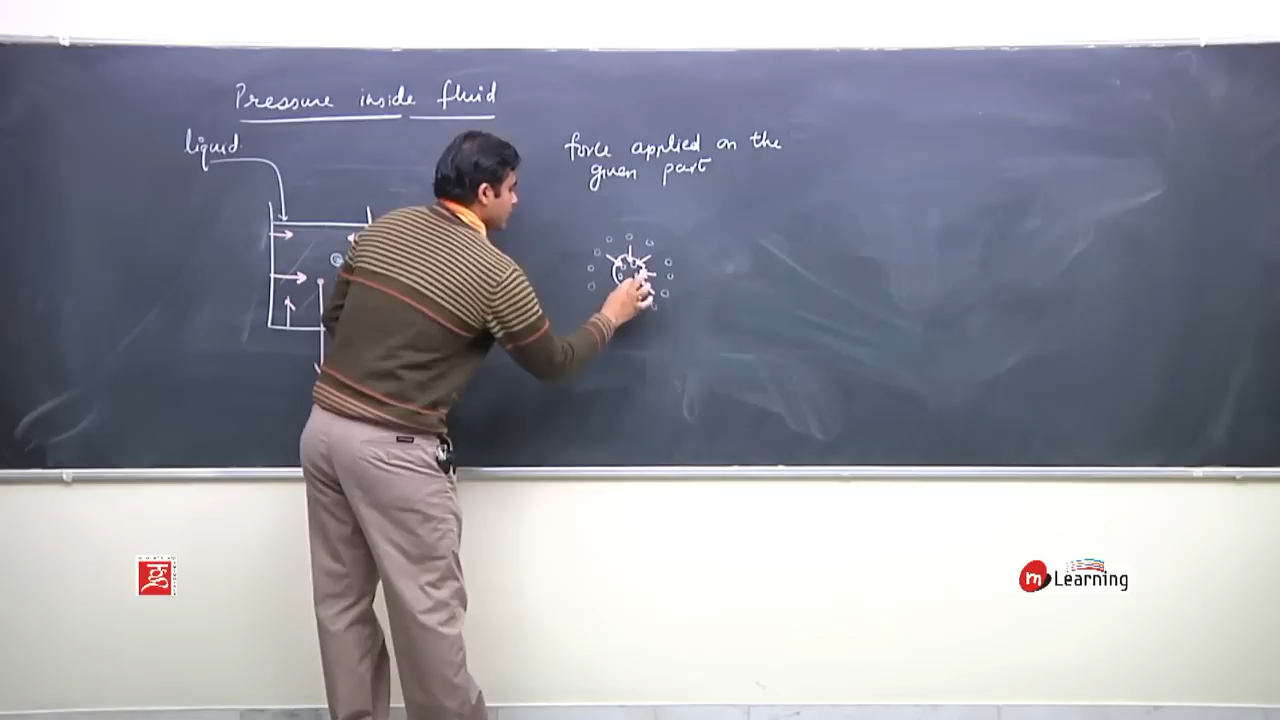 Pressure inside fluid
liquid
force applied on the
given part
m Learning